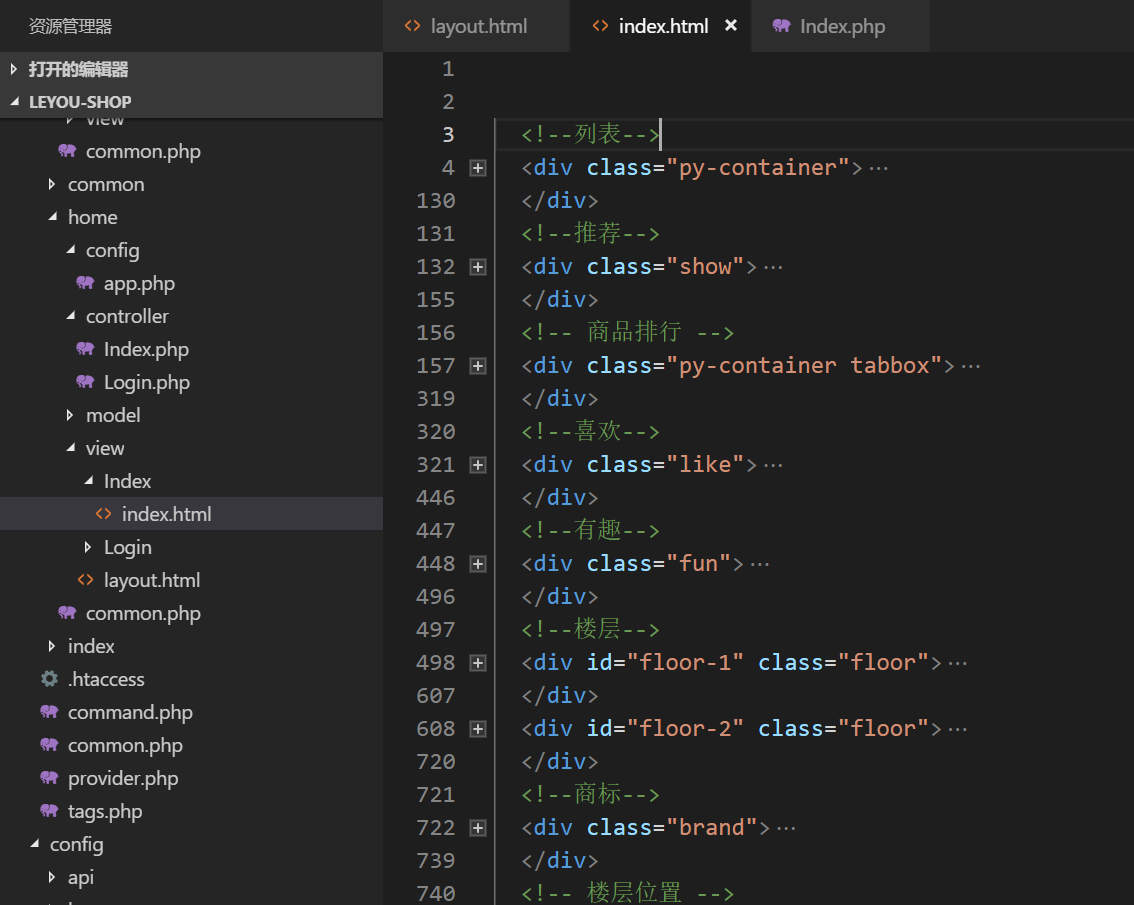 资源管理器
打开的编辑器
LEYOU-SHOP
view
common.php
common
home
config
app.php
controller
Index.php
Login.php
model
view
Index
index.html
Login
layout.html
common.php
index
.htaccess
command.php
common.php
provider.php
tags.php
config
api
layout.html
index.html
Index.php
1
2
3 <!--列表-->
4 <div class="py-container">…
130 </div>
131 <!--推荐-->
132 <div class="show">…
155 </div>
156 <!-- 商品排行 -->
157 <div class="py-container tabbox">…
319 </div>
320 <!--喜欢-->
321 <div class="like">…
446 </div>
447 <!--有趣-->
448 <div class="fun">…
496 </div>
497 <!--楼层-->
498 <div id="floor-1" class="floor">…
607 </div>
608 <div id="floor-2" class="floor">…
720 </div>
721 <!--商标-->
722 <div class="brand">…
739 </div>
740 <!-- 楼层位置 -->